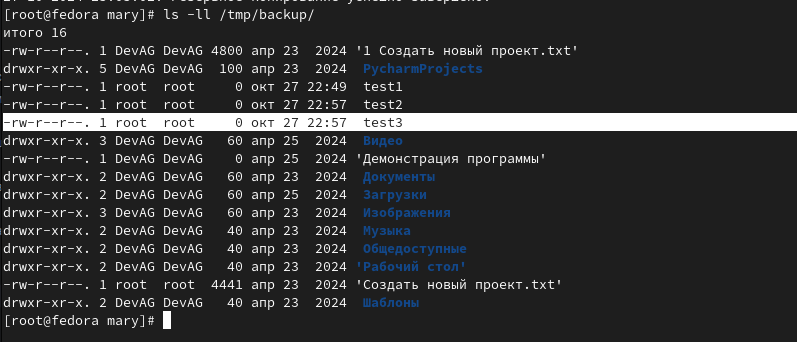 [root@fedora mary]# ls -ll /tmp/backup/
итого 16
-rw-r--r--. 1 DevAG DevAG 4800 апр 23  2024 '1 Создать новый проект.txt'
drwxr-xr-x. 5 DevAG DevAG  100 апр 23  2024  PycharmProjects
-rw-r--r--. 1 root  root     0 окт 27 22:49  test1
-rw-r--r--. 1 root  root     0 окт 27 22:57  test2
-rw-r--r--. 1 root  root     0 окт 27 22:57  test3
drwxr-xr-x. 3 DevAG DevAG   60 апр 25  2024  Видео
-rw-r--r--. 1 DevAG DevAG    0 апр 25  2024 'Демонстрация программы'
drwxr-xr-x. 2 DevAG DevAG   60 апр 23  2024  Документы
drwxr-xr-x. 2 DevAG DevAG   60 апр 25  2024  Загрузки
drwxr-xr-x. 3 DevAG DevAG   60 апр 23  2024  Изображения
drwxr-xr-x. 2 DevAG DevAG   40 апр 23  2024  Музыка
drwxr-xr-x. 2 DevAG DevAG   40 апр 23  2024  Общедоступные
drwxr-xr-x. 2 DevAG DevAG   40 апр 23  2024 'Рабочий стол'
-rw-r--r--. 1 root  root  4441 апр 23  2024 'Создать новый проект.txt'
drwxr-xr-x. 2 DevAG DevAG   40 апр 23  2024  Шаблоны
[root@fedora mary]#